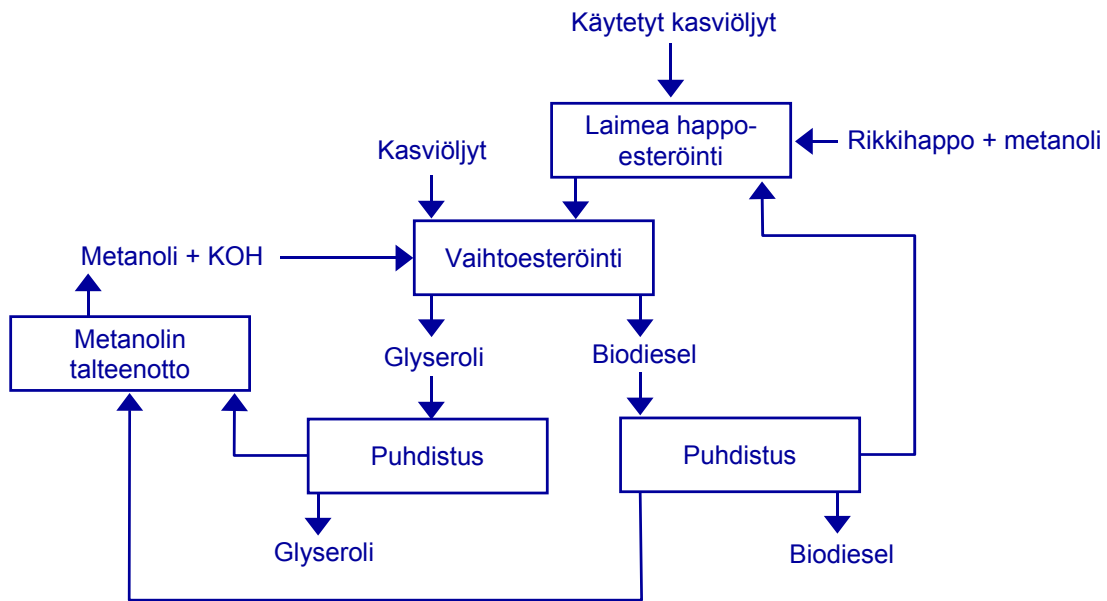 Käytetyt kasviöljyt
Laimea happo-
esteröinti
Rikkihappo + metanoli
Kasviöljyt
Metanoli + KOH
Vaihtoesteröinti
Metanolin
talteenotto
Glyseroli
Biodiesel
Puhdistus
Puhdistus
Glyseroli
Biodiesel